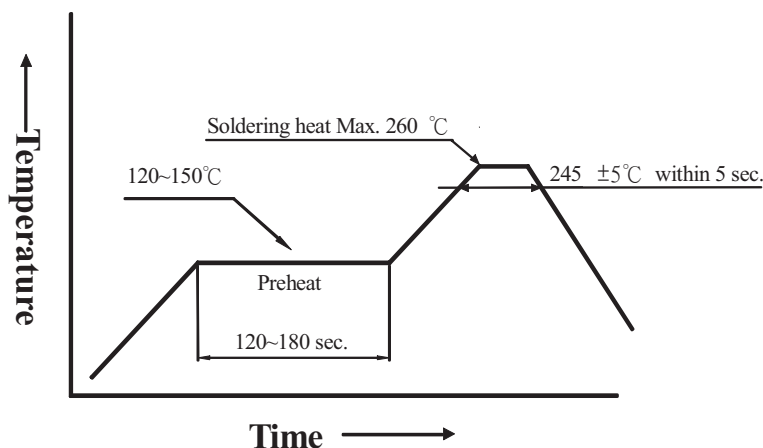 Soldering heat Max. 260 ℃
120~150℃
245 ±5℃ within 5 sec.
Preheat
120~180 sec.
Temperature
Time